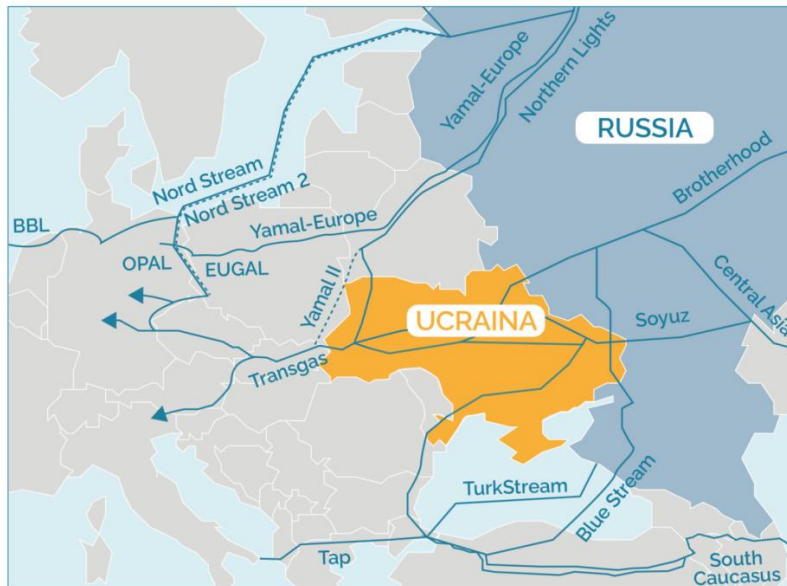 Yamal-Europe
Northern Lights
RUSSIA
Brotherhood
Nord Stream
Nord Stream 2
BBL
Yamal-Europe
OPAL
EUGAL
Yamal II
UCRAINA
Soyuz
Central Asia
Transgas
TurkStream
Blue Stream
Tap
South
Caucasus